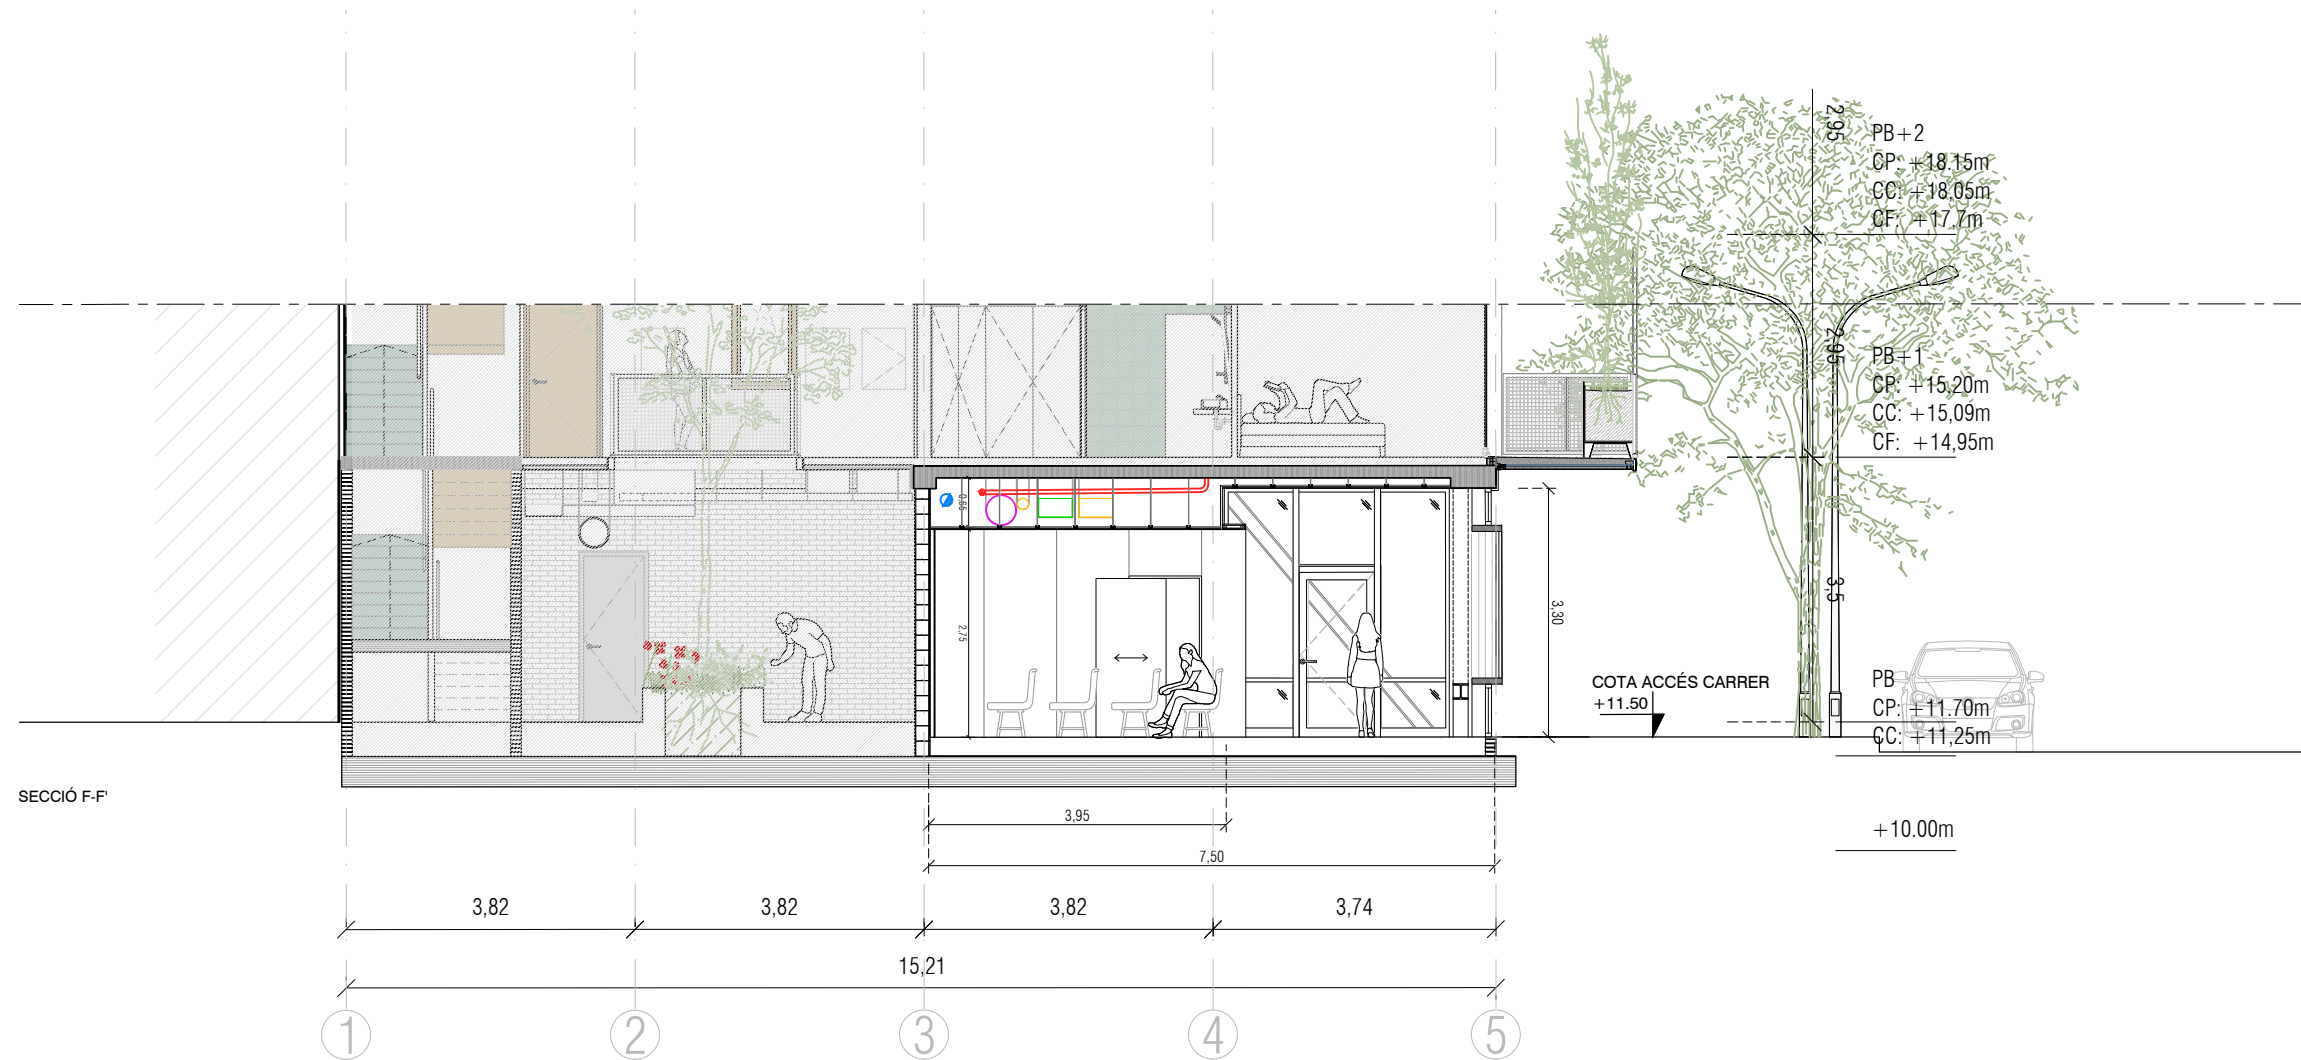 2,95
PB+2
CP: +18.15m
CC: +18,05m
CF: +17,7m
2,95
PB+1
CP: +15,20m
CC: +15,09m
CF: +14,95m
0,65
2,75
3,30
3,5
COTA ACCÉS CARRER
+11.50
PB
CP: +11.70m
CC: +11,25m
SECCIÓ F-F'
3,95
+10.00m
7,50
3,82
3,82
3,82
3,74
15,21
1
2
3
4
5